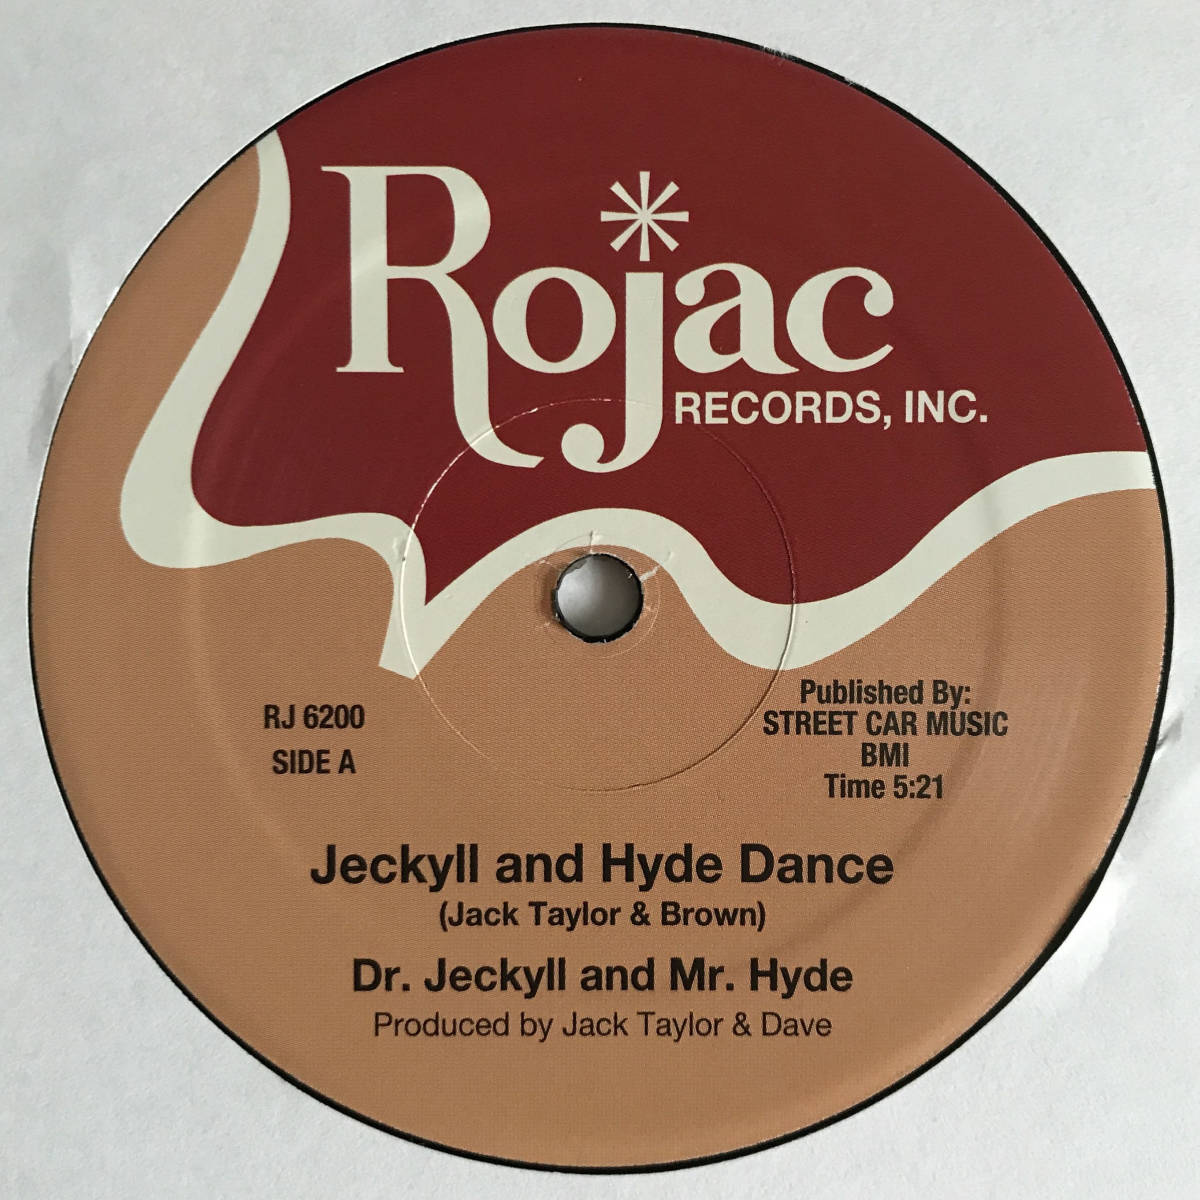 Rojac
RECORDS, INC.
RJ 6200
SIDE A
Published By:
STREET CAR MUSIC
BMI
Time 5:21
Jeckyll and Hyde Dance
(Jack Taylor & Brown)
Dr. Jeckyll and Mr. Hyde
Produced by Jack Taylor & Dave